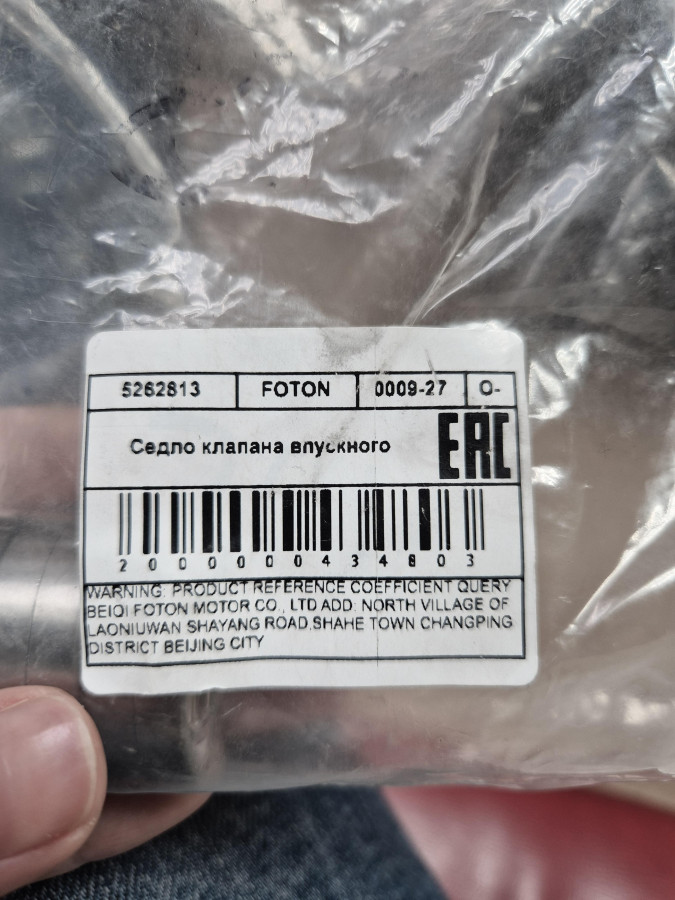 5262813 FOTON 0009-27 O-
Седло клапана впускного EAC
2000000434803
WARNING: PRODUCT REFERENCE COEFFICIENT QUERY
BEIQI FOTON MOTOR CO., LTD ADD: NORTH VILLAGE OF
LAONIUWAN SHAYANG ROAD,SHAHE TOWN CHANGPING
DISTRICT BEIJING CITY